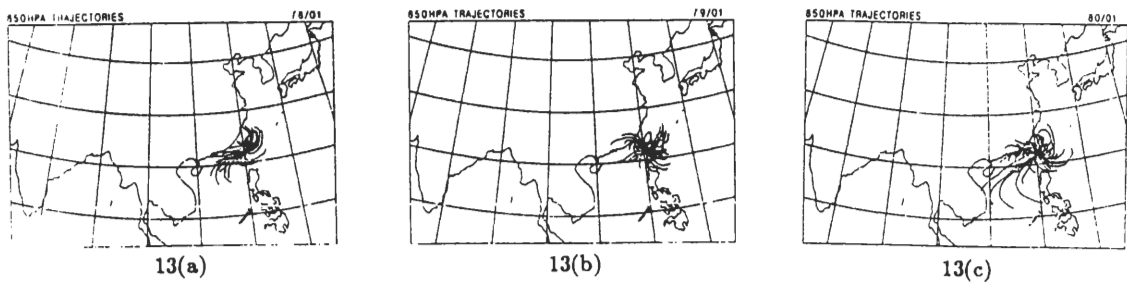 850HPA TRAJECTORIES 78/01
850HPA TRAJECTORIES 79/01
850HPA TRAJECTORIES 80/01
13(a)
13(b)
13(c)